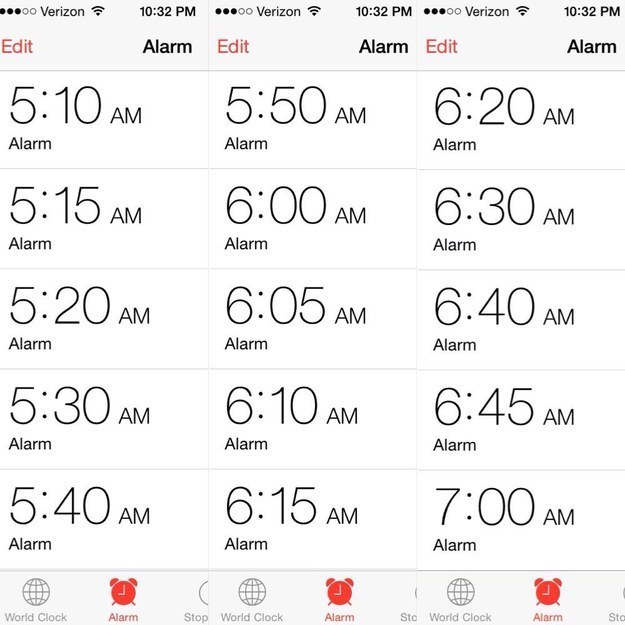 ●●●○○ Verizon 10:32 PM
Edit Alarm
5:10 AM
Alarm
5:15 AM
Alarm
5:20 AM
Alarm
5:30 AM
Alarm
5:40 AM
Alarm
World Clock Alarm Stop
●●●○○ Verizon 10:32 PM
Edit Alarm
5:50 AM
Alarm
6:00 AM
Alarm
6:05 AM
Alarm
6:10 AM
Alarm
6:15 AM
Alarm
World Clock Alarm Sto
●●●○○ Verizon 10:32 PM
Edit Alarm
6:20 AM
Alarm
6:30 AM
Alarm
6:40 AM
Alarm
6:45 AM
Alarm
7:00 AM
Alarm
World Clock Alarm Sto